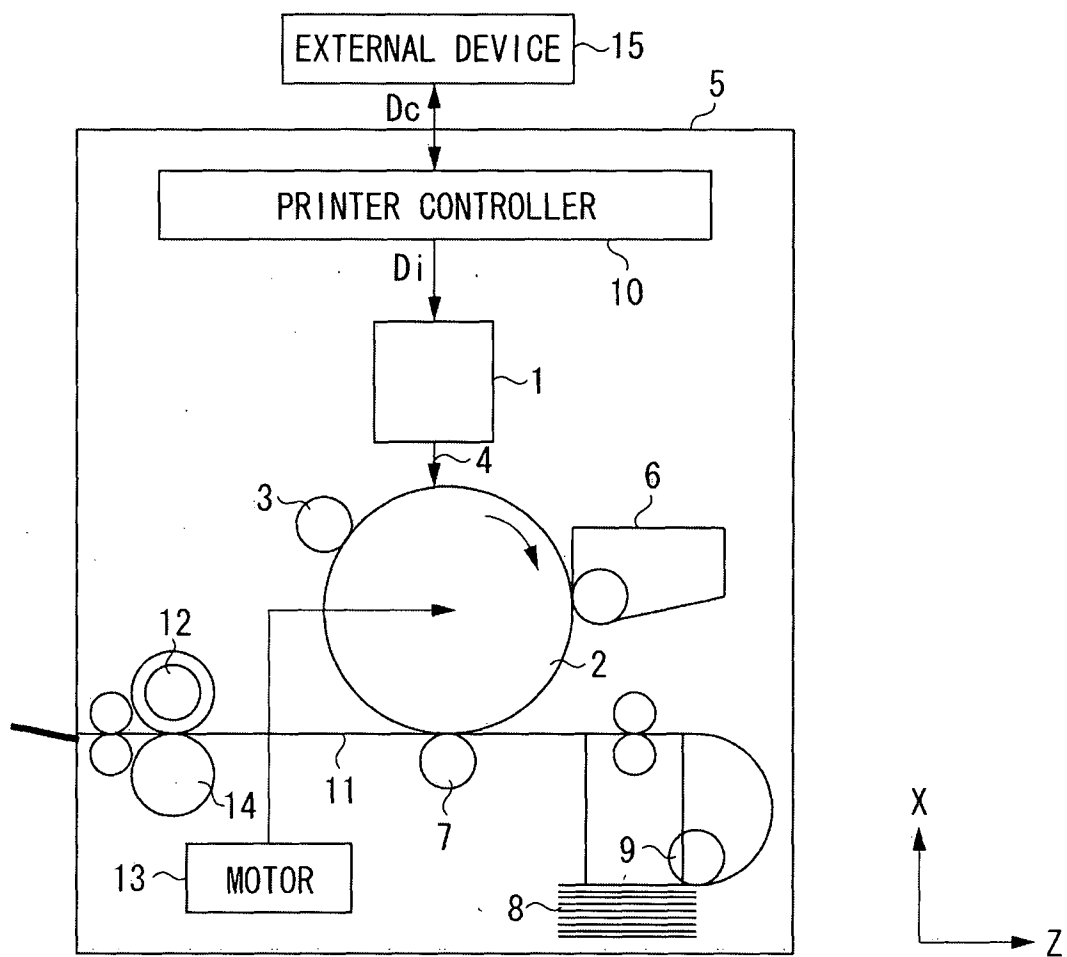 EXTERNAL DEVICE
15
Dc
5
PRINTER CONTROLLER
Di
10
1
4
3
6
12
2
14
11
7
X
13
MOTOR
9
8
Z